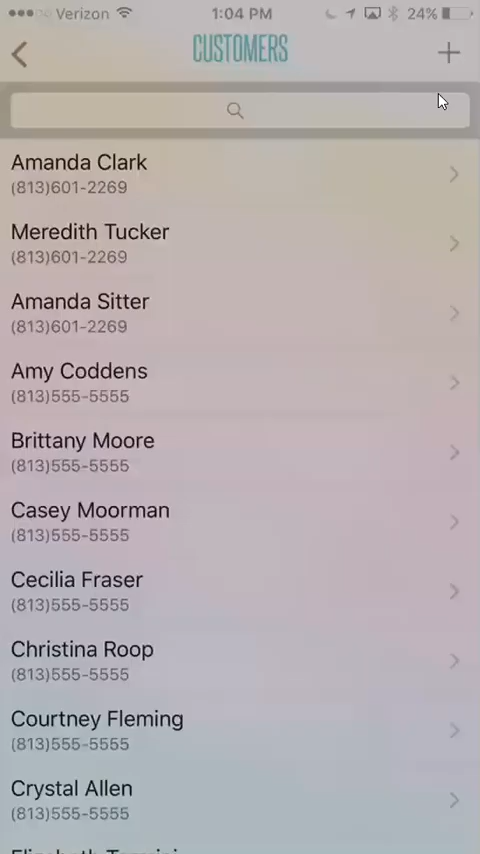 Verizon 1:04 PM 24%
CUSTOMERS
Amanda Clark
(813)601-2269
Meredith Tucker
(813)601-2269
Amanda Sitter
(813)601-2269
Amy Coddens
(813)555-5555
Brittany Moore
(813)555-5555
Casey Moorman
(813)555-5555
Cecilia Fraser
(813)555-5555
Christina Roop
(813)555-5555
Courtney Fleming
(813)555-5555
Crystal Allen
(813)555-5555